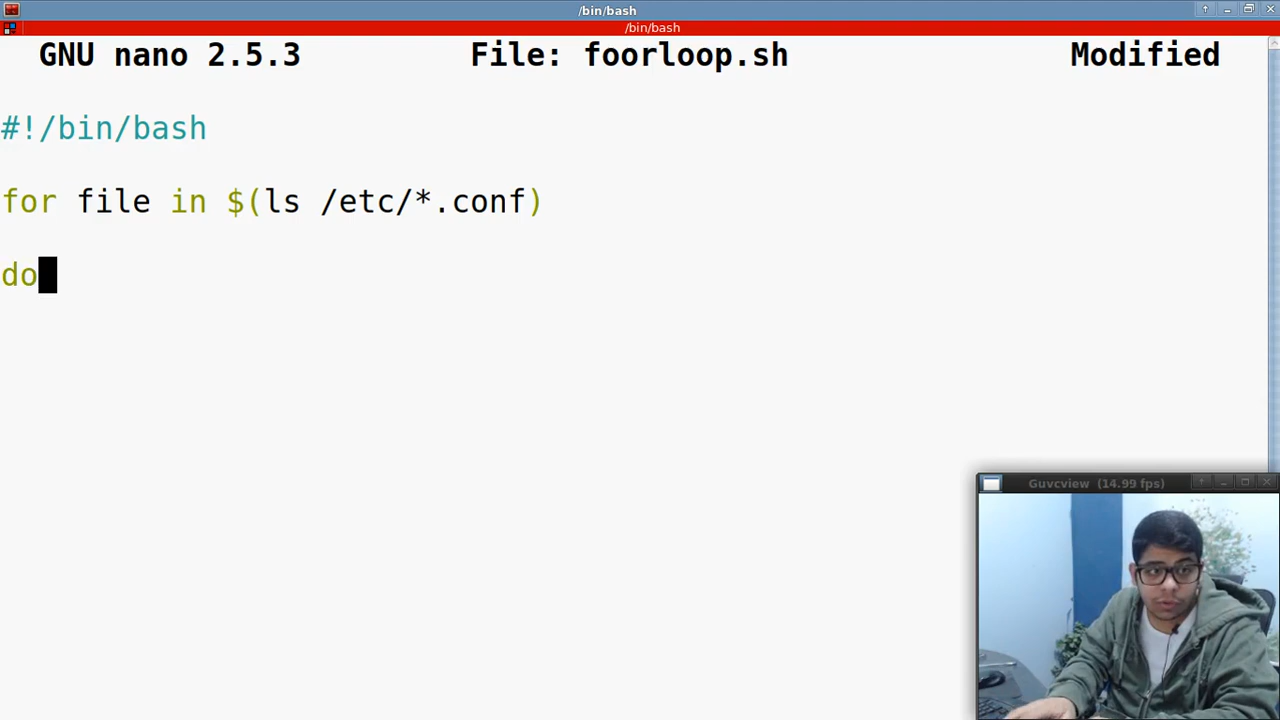 /bin/bash
/bin/bash
GNU nano 2.5.3 File: foorloop.sh Modified
#!/bin/bash
for file in $(ls /etc/*.conf)
do
Guvcview (14.99 fps)